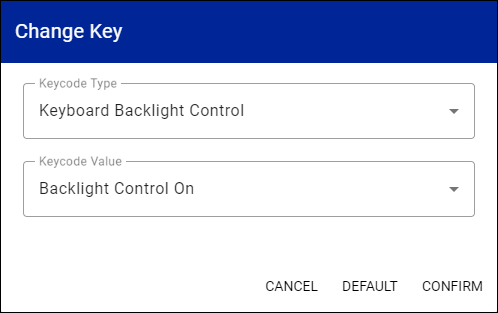 Change Key
Keycode Type
Keyboard Backlight Control
Keycode Value
Backlight Control On
CANCEL DEFAULT CONFIRM